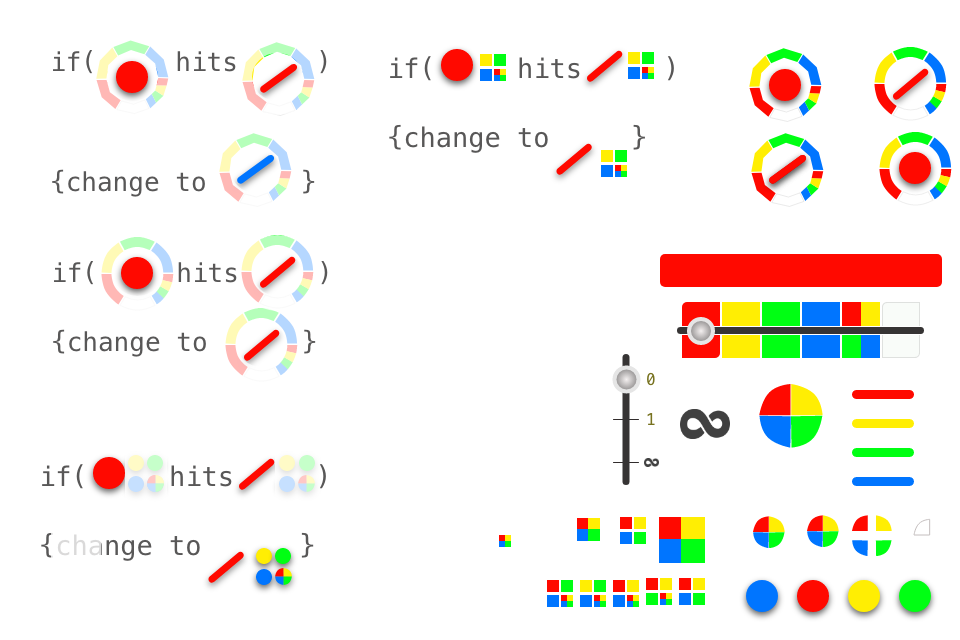 if( hits )
{change to }
if( hits )
{change to }
if( hits )
{change to }
if( hits )
{change to }
0
1
∞
∞